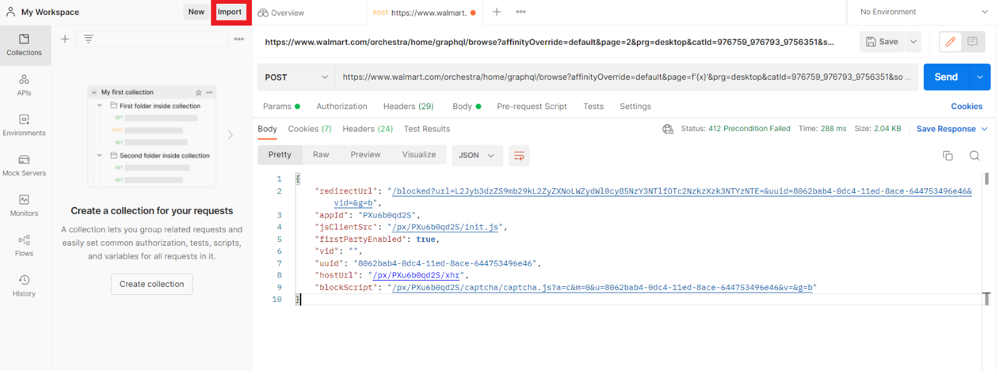 My Workspace
New
Import
Overview
POST https://www.walmart.
No Environment
Collections
APIs
Environments
Mock Servers
Monitors
Flows
History
My first collection
First folder inside collection
GET
POST
GET
Second folder inside collection
GET
GET
Create a collection for your requests
A collection lets you group related requests and
easily set common authorization, tests, scripts,
and variables for all requests in it.
Create collection
https://www.walmart.com/orchestra/home/graphql/browse?affinityOverride=default&page=2&prg=desktop&catId=976759_976793_9756351&s...
Save
POST
https://www.walmart.com/orchestra/home/graphql/browse?affinityOverride=default&page=f'{x}'&prg=desktop&catId=976759_976793_9756351&so ...
Send
Params
Authorization
Headers (29)
Body
Pre-request Script
Tests
Settings
Cookies
Body
Cookies (7)
Headers (24)
Test Results
Status: 412 Precondition Failed
Time: 288 ms
Size: 2.04 KB
Save Response
Pretty
Raw
Preview
Visualize
JSON
1 {
2 "redirectUrl": "/blocked?url=L2Jyb3dzZS9mb29kL2ZyZXNoLWZydWl0cy85NzY3NTlfOTc2NzkzXzk3NTYzNTE=&uuid=8062bab4-0dc4-11ed-8ace-644753496e46&
vid=&g=b",
3 "appId": "PXu6b0qd2S",
4 "jsClientSrc": "/px/PXu6b0qd2S/init.js",
5 "firstPartyEnabled": true,
6 "vid": "",
7 "uuid": "8062bab4-0dc4-11ed-8ace-644753496e46",
8 "hostUrl": "/px/PXu6b0qd2S/xhr",
9 "blockScript": "/px/PXu6b0qd2S/captcha/captcha.js?a=c&m=0&u=8062bab4-0dc4-11ed-8ace-644753496e46&v=&g=b"
10 }